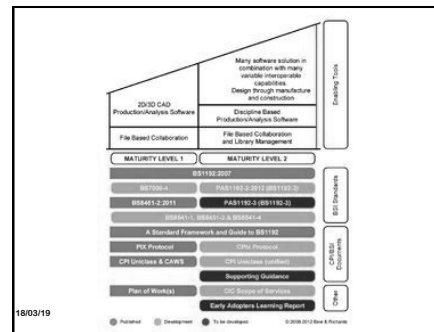 Many software solution in
combination with many
variable interoperable
capabilities.
Design through manufacture
and construction
2D/3D CAD
Production/Analysis Software
Discipline Based
Production/Analysis Software
File Based Collaboration
File Based Collaboration
and Library Management
Enabling Tools
MATURITY LEVEL 1
MATURITY LEVEL 2
BS1192:2007
BS7000-4
PAS1192-2:2012 (BS1192-2)
BS8541-2:2011
PAS1192-3 (BS1192-3)
BS8541-1, BS8541-3 & BS8541-4
BSI Standards
A Standard Framework and Guide to BS1192
PIX Protocol
CPIc Protocol
CPI Uniclass & CAWS
CPI Uniclass (unified)
Supporting Guidance
CPI/BSI
Documents
Plan of Work(s)
CIC Scope of Services
Early Adopters Learning Report
Other
Published
Development
To be developed
© 2008-2012 Bew & Richards
18/03/19